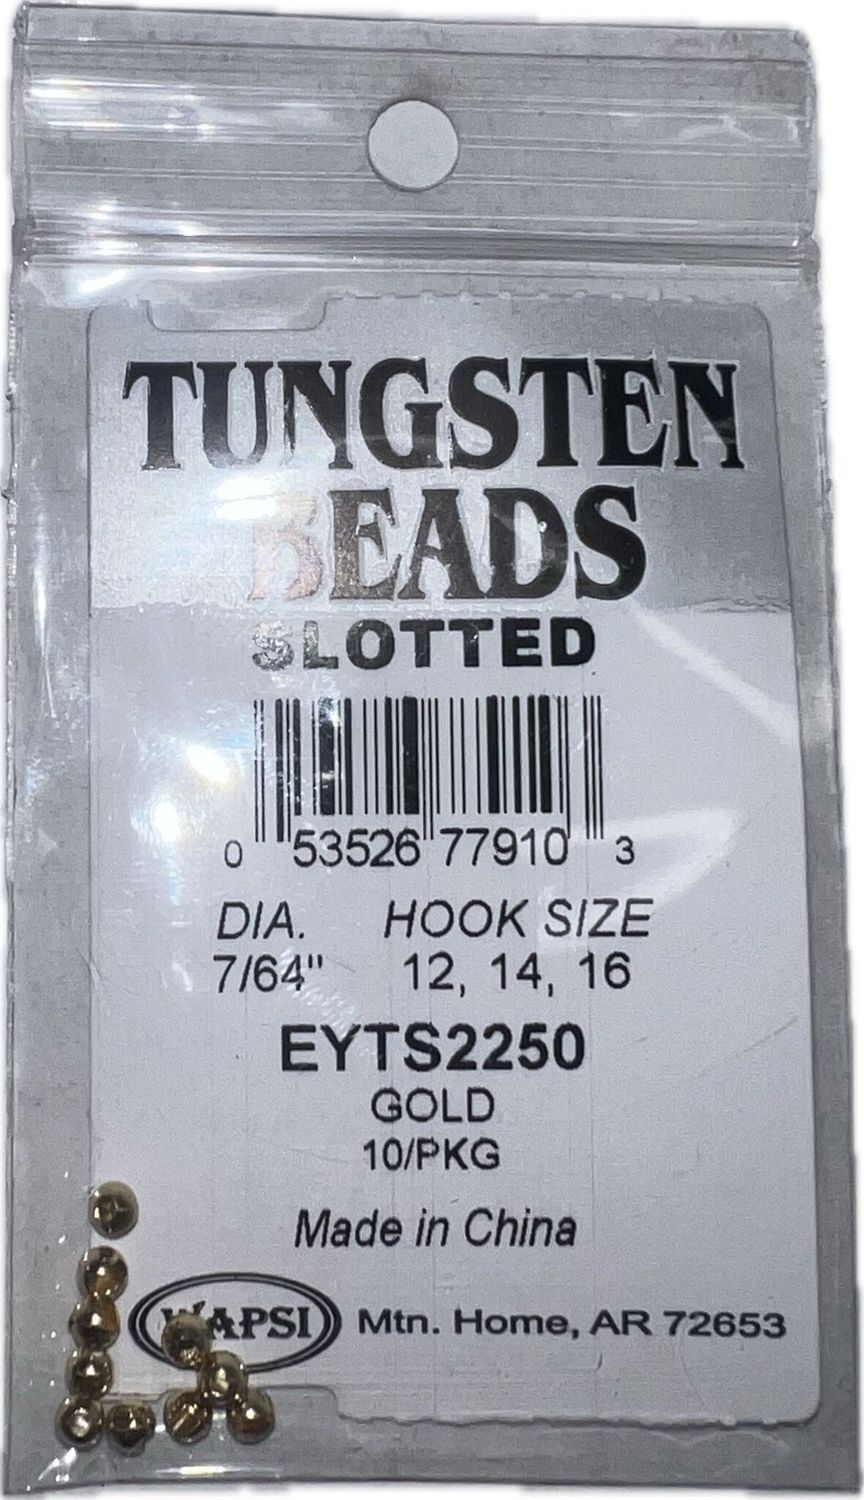 TUNGSTEN
BEADS
SLOTTED
0 53526 77910 3
DIA. HOOK SIZE
7/64" 12, 14, 16
EYTS2250
GOLD
10/PKG
Made in China
WAPSI Mtn. Home, AR 72653